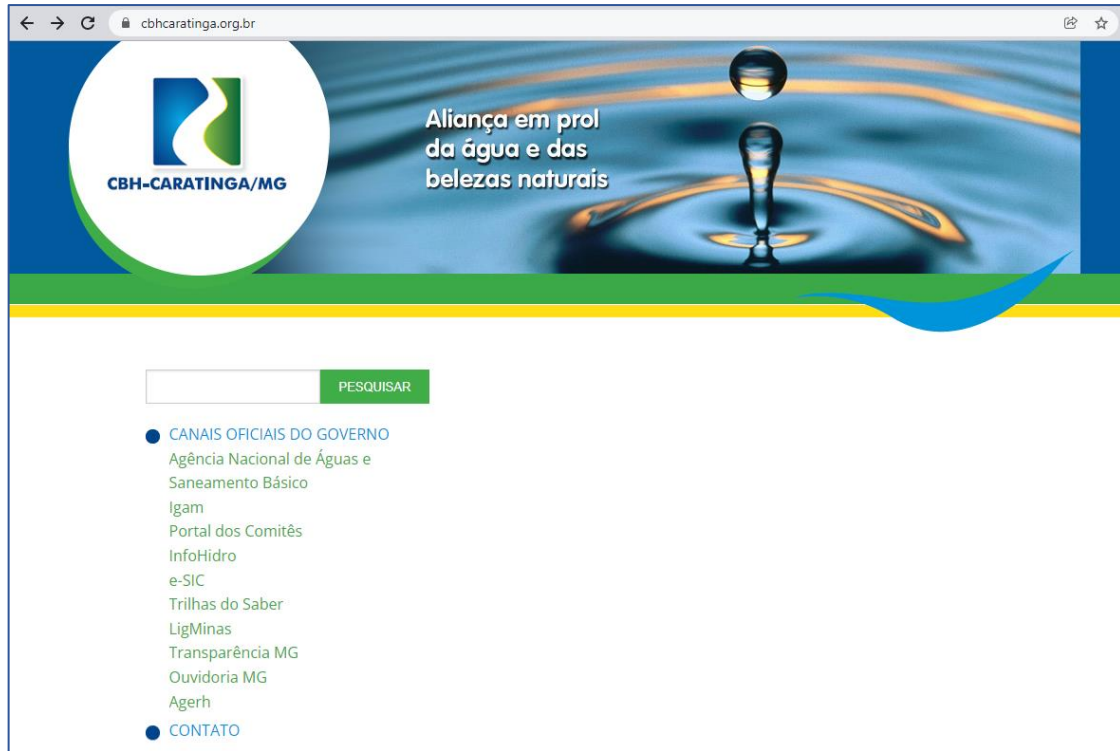 cbhcaratinga.org.br
Aliança em prol
da água e das
belezas naturais
CBH-CARATINGA/MG
PESQUISAR
CANAIS OFICIAIS DO GOVERNO
Agência Nacional de Águas e
Saneamento Básico
Igam
Portal dos Comitês
InfoHidro
e-SIC
Trilhas do Saber
LigMinas
Transparência MG
Ouvidoria MG
Agerh
CONTATO